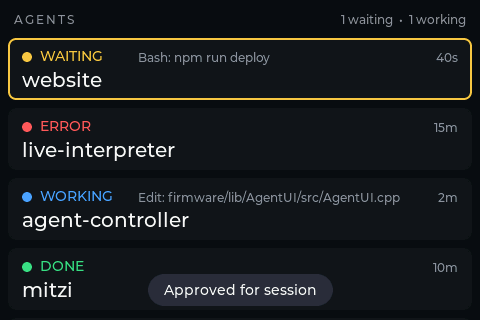 AGENTS 1 waiting • 1 working
WAITING Bash: npm run deploy 40s
website
ERROR 15m
live-interpreter
WORKING Edit: firmware/lib/AgentUI/src/AgentUI.cpp 2m
agent-controller
DONE 10m
mitzi
Approved for session